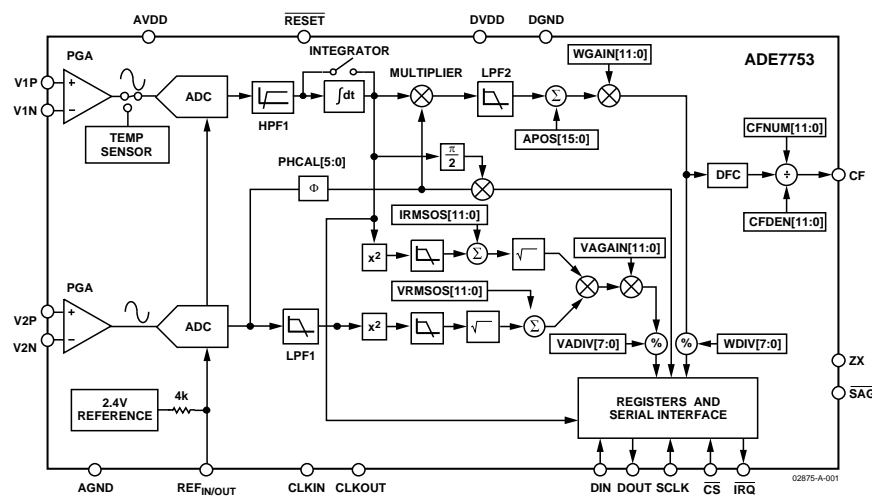 AVDD
RESET
DVDD
DGND
INTEGRATOR
WGAIN[11:0]
ADE7753
PGA
MULTIPLIER
LPF2
V1P
+
ADC
∫dt
Σ
V1N
−
HPF1
CFNUM[11:0]
TEMP
SENSOR
APOS[15:0]
π
2
PHCAL[5:0]
Φ
DFC
÷
CF
IRMSOS[11:0]
CFDEN[11:0]
VAGAIN[11:0]
x²
Σ
√
PGA
VRMSOS[11:0]
V2P
+
ADC
x²
√
Σ
V2N
−
LPF1
VADIV[7:0]
%
%
WDIV[7:0]
ZX
2.4V
REFERENCE
4k
REGISTERS AND
SERIAL INTERFACE
SAG
02875-A-001
AGND
REFIN/OUT
CLKIN
CLKOUT
DIN
DOUT
SCLK
CS
IRQ